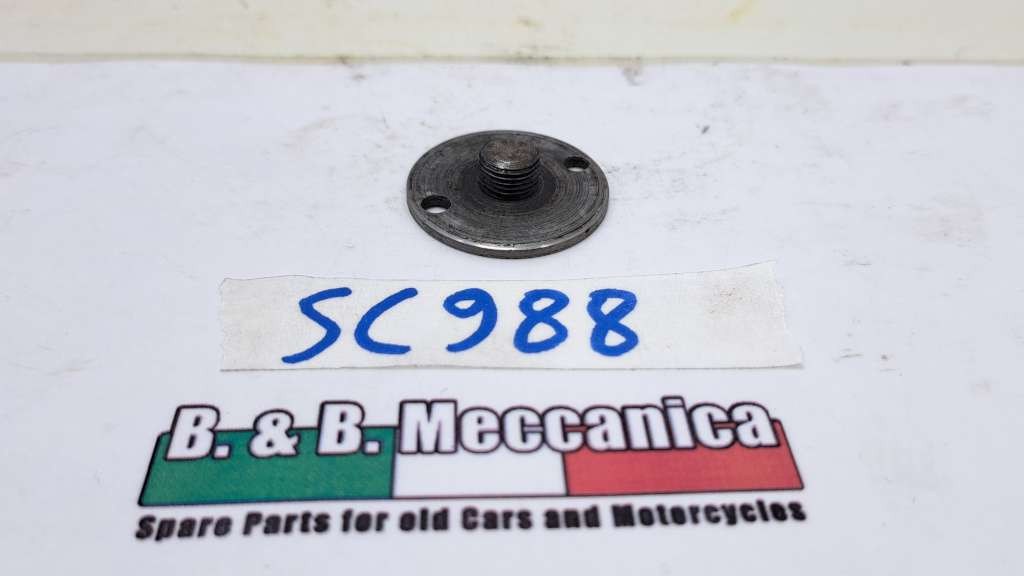 SC988
B. & B. Meccanica
Spare Parts for old Cars and Motorcycles